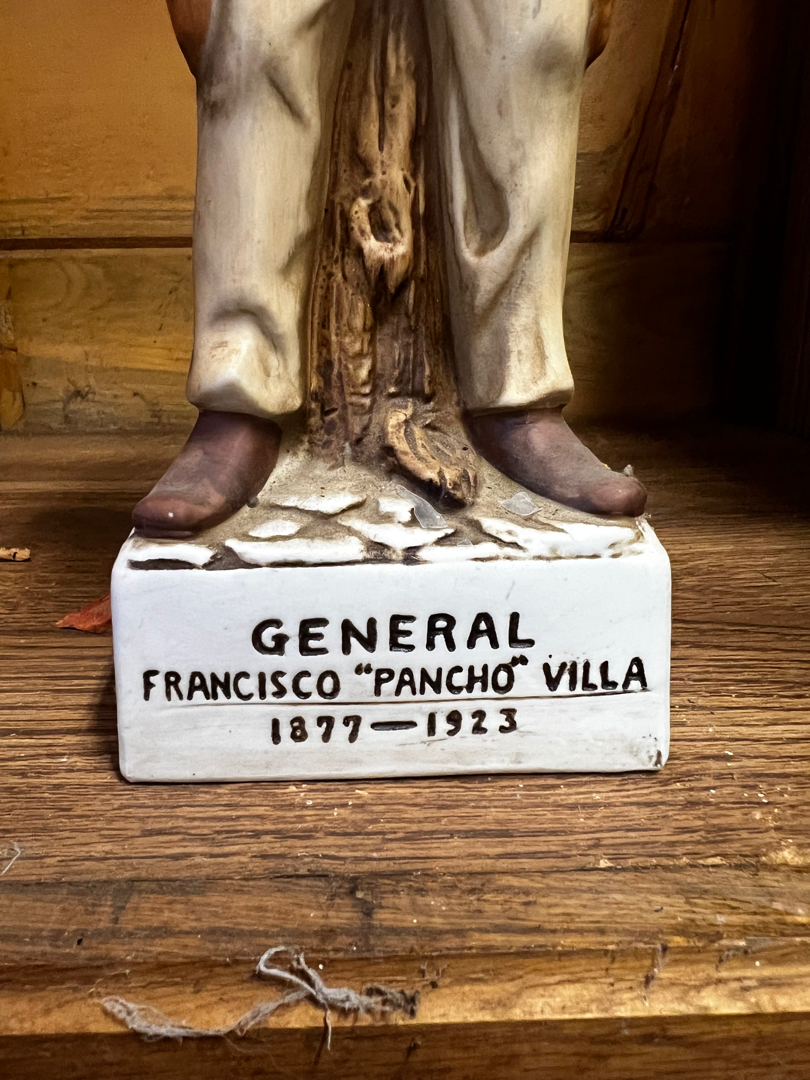 GENERAL
FRANCISCO "PANCHO" VILLA
1877—1923